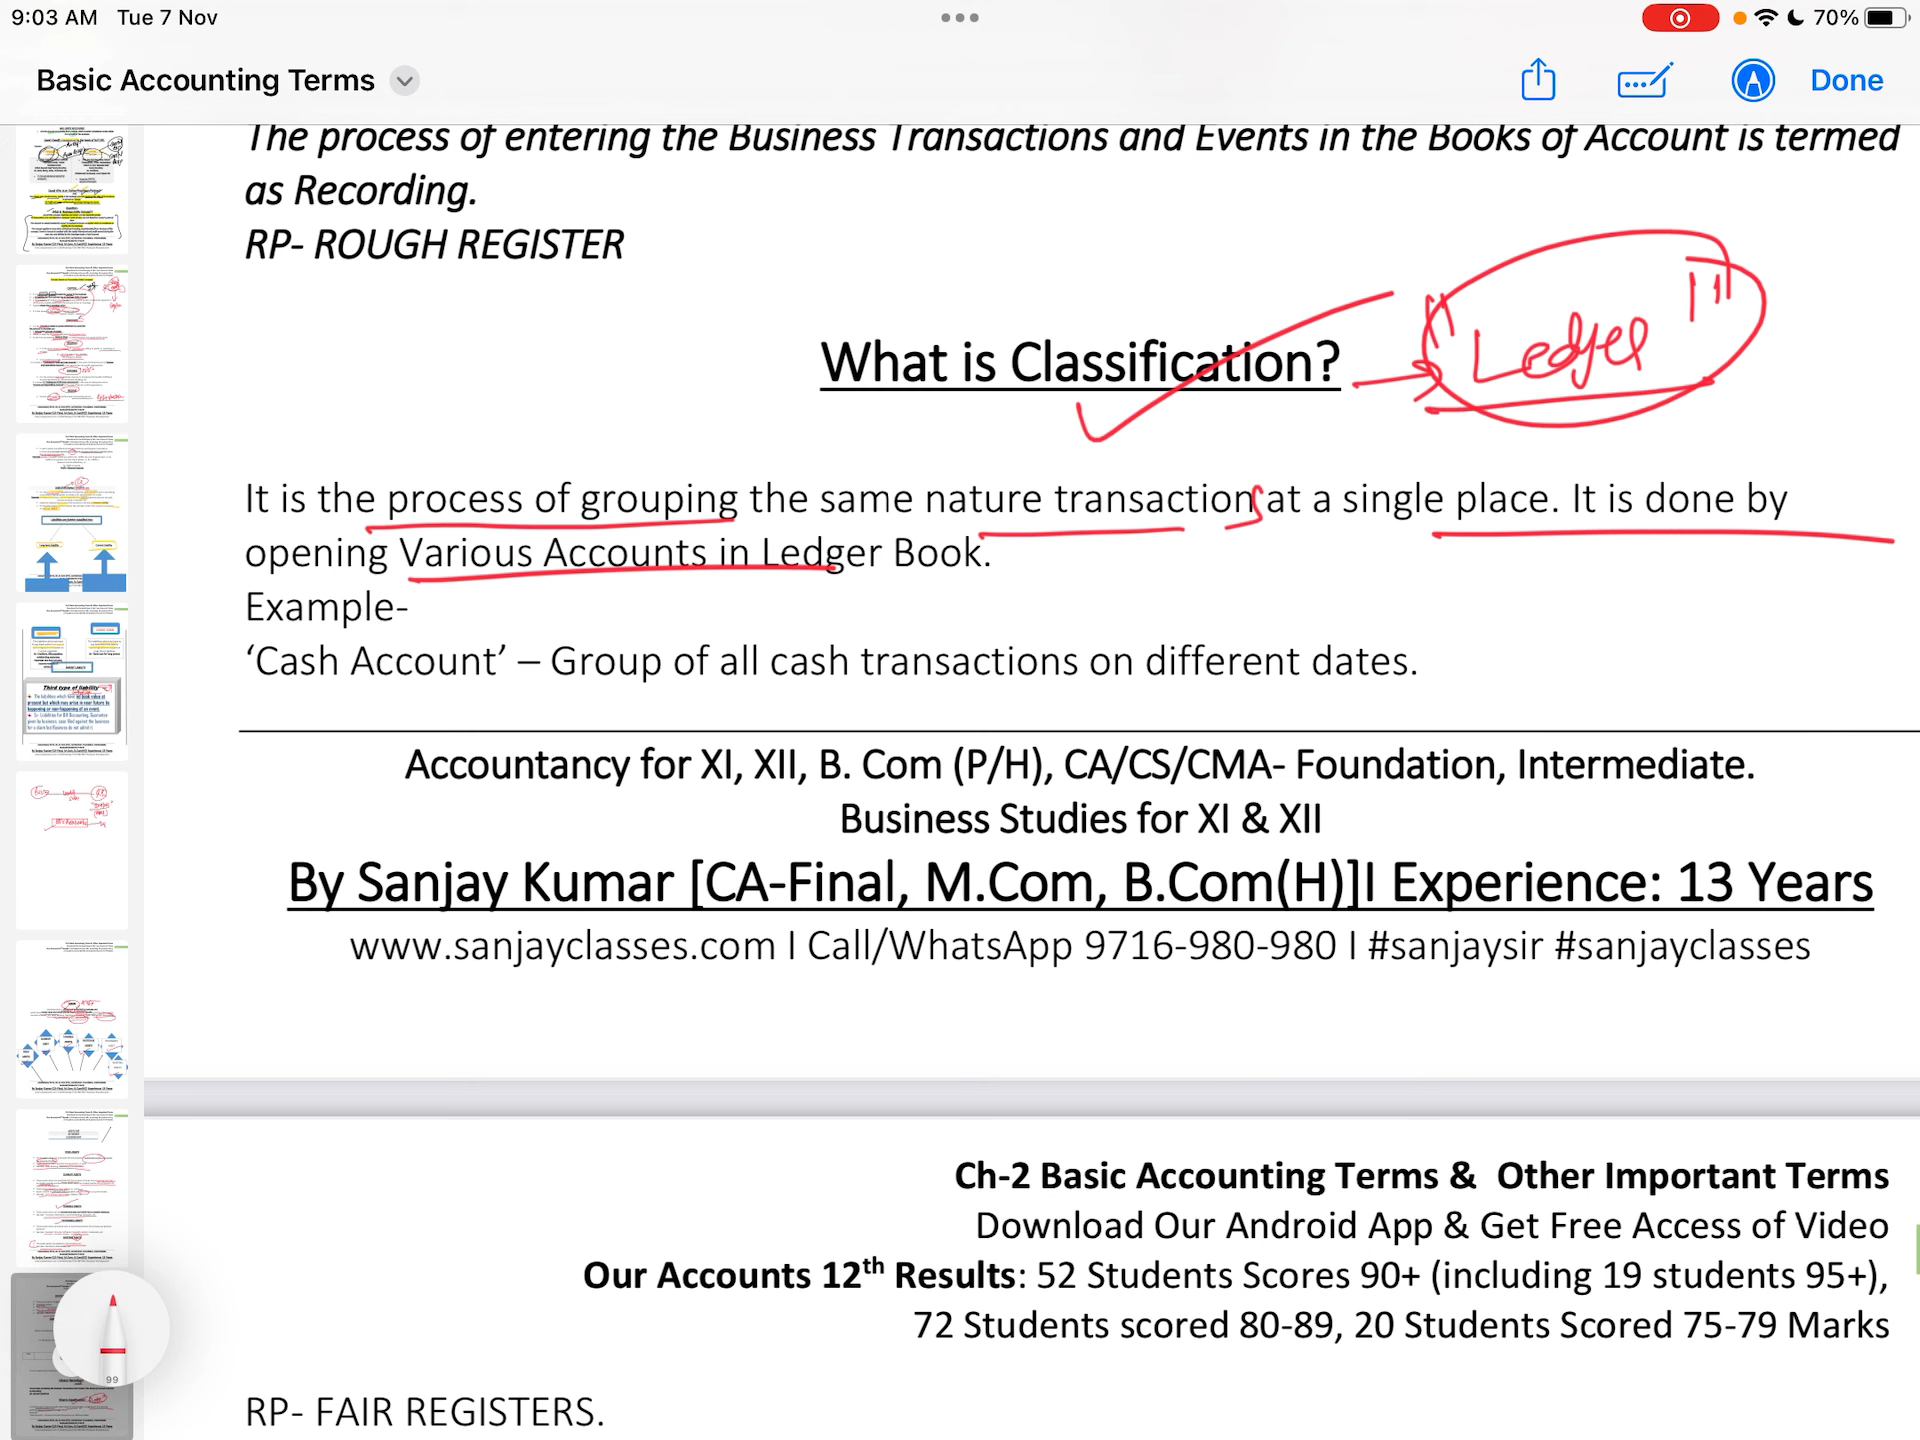 9:03 AM Tue 7 Nov
70%
Basic Accounting Terms
Done
The process of entering the Business Transactions and Events in the Books of Account is termed
as Recording.
RP- ROUGH REGISTER
What is Classification?
"Ledger"
It is the process of grouping the same nature transactions at a single place. It is done by
opening Various Accounts in Ledger Book.
Example-
‘Cash Account’ – Group of all cash transactions on different dates.
Accountancy for XI, XII, B. Com (P/H), CA/CS/CMA- Foundation, Intermediate.
Business Studies for XI & XII
By Sanjay Kumar [CA-Final, M.Com, B.Com(H)]I Experience: 13 Years
www.sanjayclasses.com I Call/WhatsApp 9716-980-980 I #sanjaysir #sanjayclasses
Ch-2 Basic Accounting Terms & Other Important Terms
Download Our Android App & Get Free Access of Video
Our Accounts 12th Results: 52 Students Scores 90+ (including 19 students 95+),
72 Students scored 80-89, 20 Students Scored 75-79 Marks
RP- FAIR REGISTERS.
Third type of liability
99